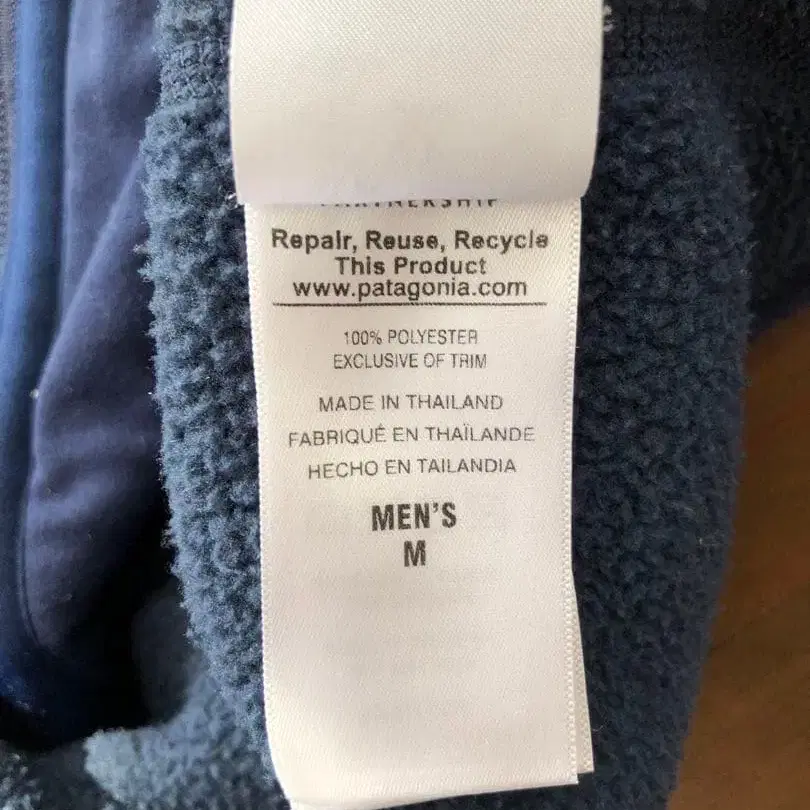 PARTNERSHIP
Repair, Reuse, Recycle
This Product
www.patagonia.com
100% POLYESTER
EXCLUSIVE OF TRIM
MADE IN THAILAND
FABRIQUÉ EN THAÏLANDE
HECHO EN TAILANDIA
MEN'S
M